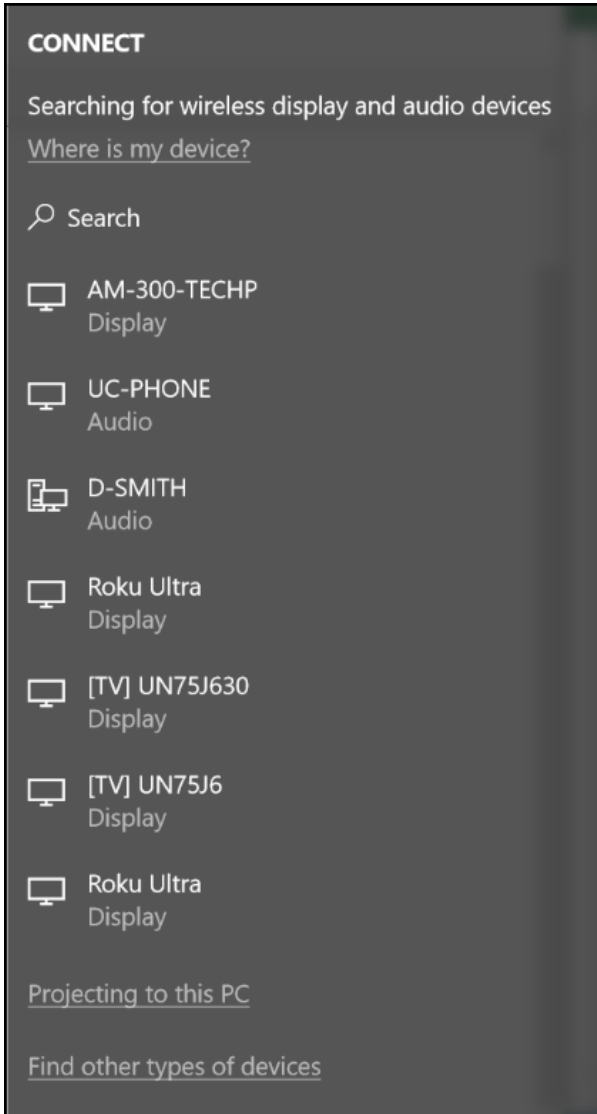 CONNECT
Searching for wireless display and audio devices
Where is my device?
Search
AM-300-TECHP
Display
UC-PHONE
Audio
D-SMITH
Audio
Roku Ultra
Display
[TV] UN75J630
Display
[TV] UN75J6
Display
Roku Ultra
Display
Projecting to this PC
Find other types of devices